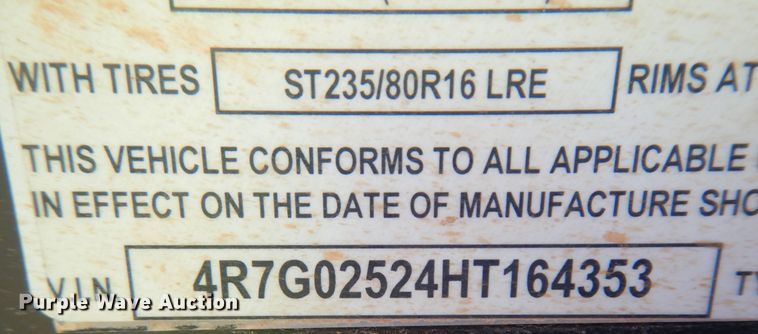 WITH TIRES ST235/80R16 LRE RIMS AT
THIS VEHICLE CONFORMS TO ALL APPLICABLE
IN EFFECT ON THE DATE OF MANUFACTURE SHO
V.I.N. 4R7G02524HT164353 TY
Purple Wave Auction